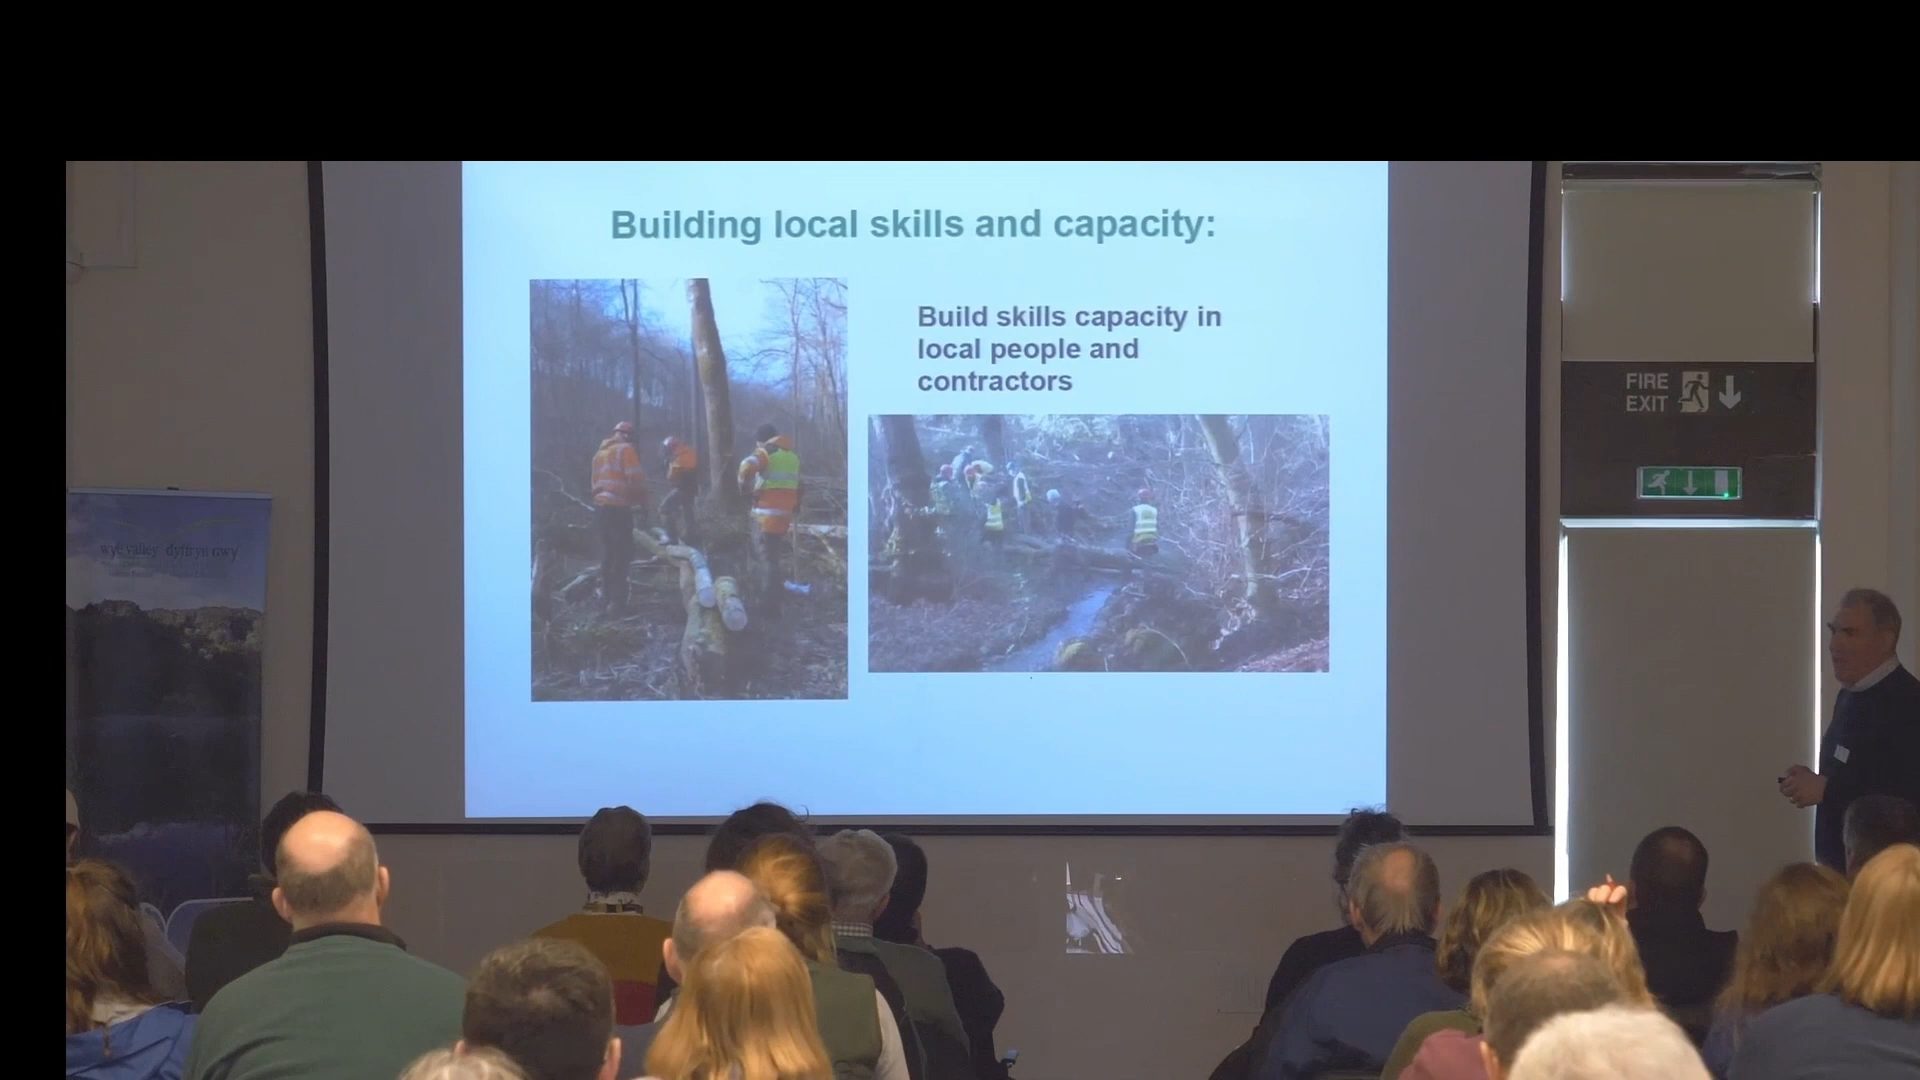 Building local skills and capacity:
Build skills capacity in
local people and
contractors
FIRE
EXIT
wye valley dyffryn gwy